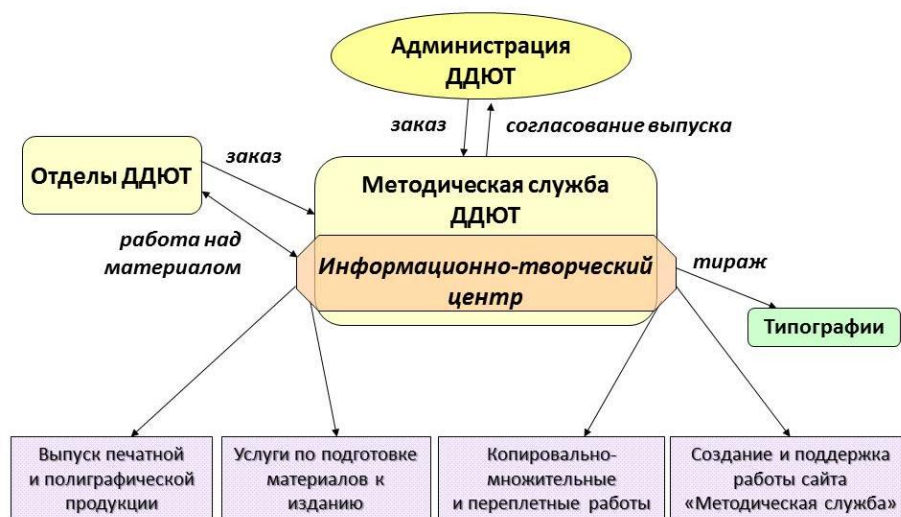 Администрация
ДДЮТ
заказ
согласование выпуска
Отделы ДДЮТ
заказ
Методическая служба
ДДЮТ
работа над
материалом
Информационно-творческий
центр
тираж
Типографии
Выпуск печатной
и полиграфической
продукции
Услуги по подготовке
материалов к
изданию
Копировально-
множительные
и переплетные работы
Создание и поддержка
работы сайта
«Методическая служба»